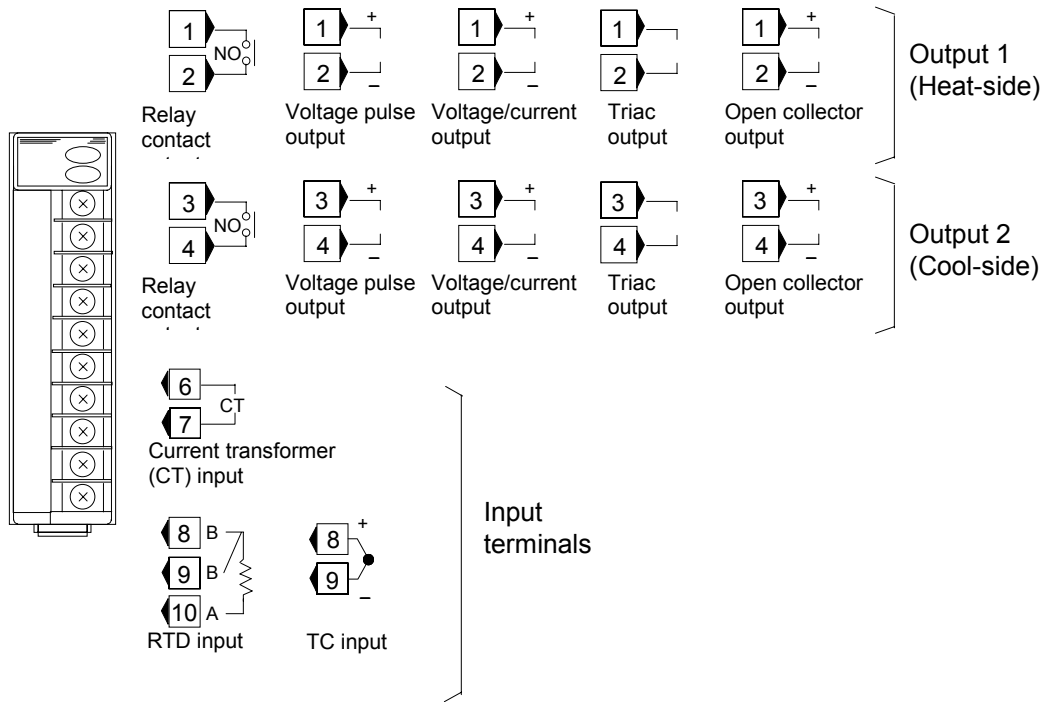 1
NO
2
Relay
contact
1 +
2 –
Voltage pulse
output
1 +
2 –
Voltage/current
output
1
2
Triac
output
1 +
2 –
Open collector
output
Output 1
(Heat-side)
3
NO
4
Relay
contact
3 +
4 –
Voltage pulse
output
3 +
4 –
Voltage/current
output
3
4
Triac
output
3 +
4 –
Open collector
output
Output 2
(Cool-side)
6
CT
7
Current transformer
(CT) input
8 B
9 B
10 A
RTD input
8 +
9 –
TC input
Input
terminals